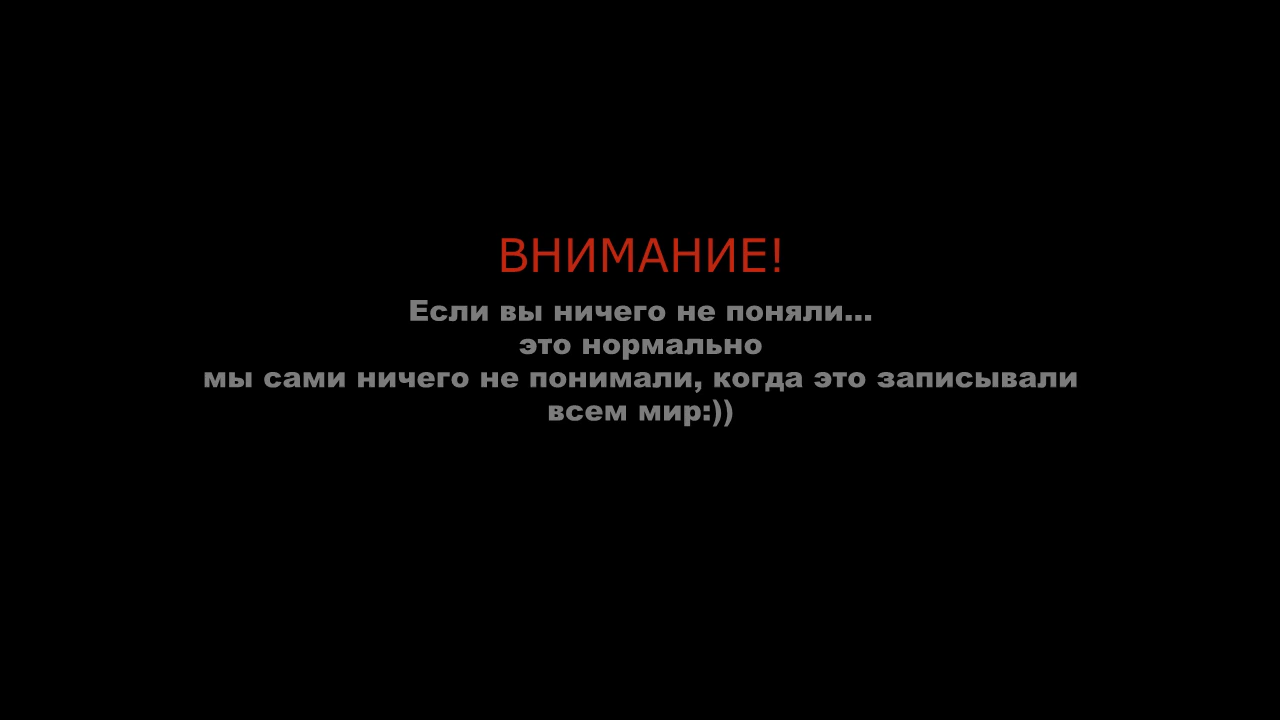 ВНИМАНИЕ!
Если вы ничего не поняли...
это нормально
мы сами ничего не понимали, когда это записывали
всем мир:))